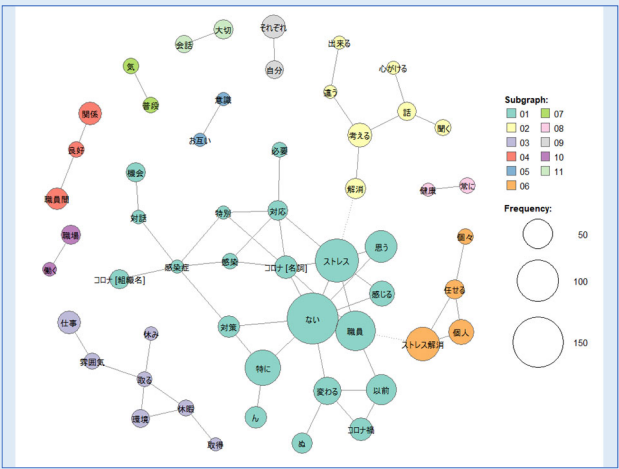 大切
会話
それぞれ
自分
出来る
心がける
気
普段
意識
お互い
違う
話
聞く
考える
関係
良好
職員間
必要
解消
機会
健康
常に
対話
特別
対応
職場
働く
感染症
感染
コロナ [名詞]
ストレス
思う
コロナ [組織名]
感じる
個々
任せる
個人
ストレス解消
仕事
休み
雰囲気
取る
環境
休暇
取得
対策
ない
職員
特に
ん
変わる
以前
ぬ
コロナ禍
Subgraph:
01 07
02 08
03 09
04 10
05 11
06
Frequency:
50
100
150